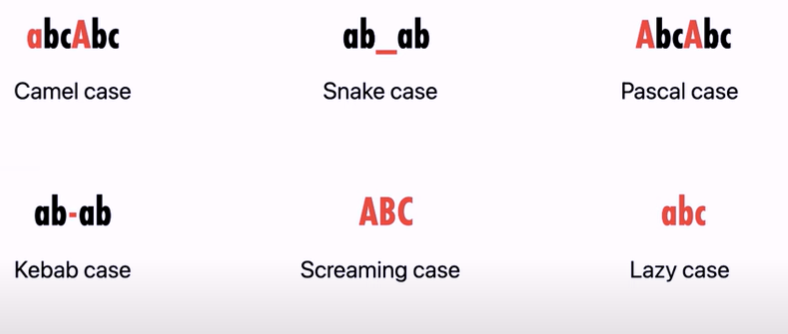 abcAbc ab_ab AbcAbc
Camel case Snake case Pascal case
ab-ab ABC abc
Kebab case Screaming case Lazy case